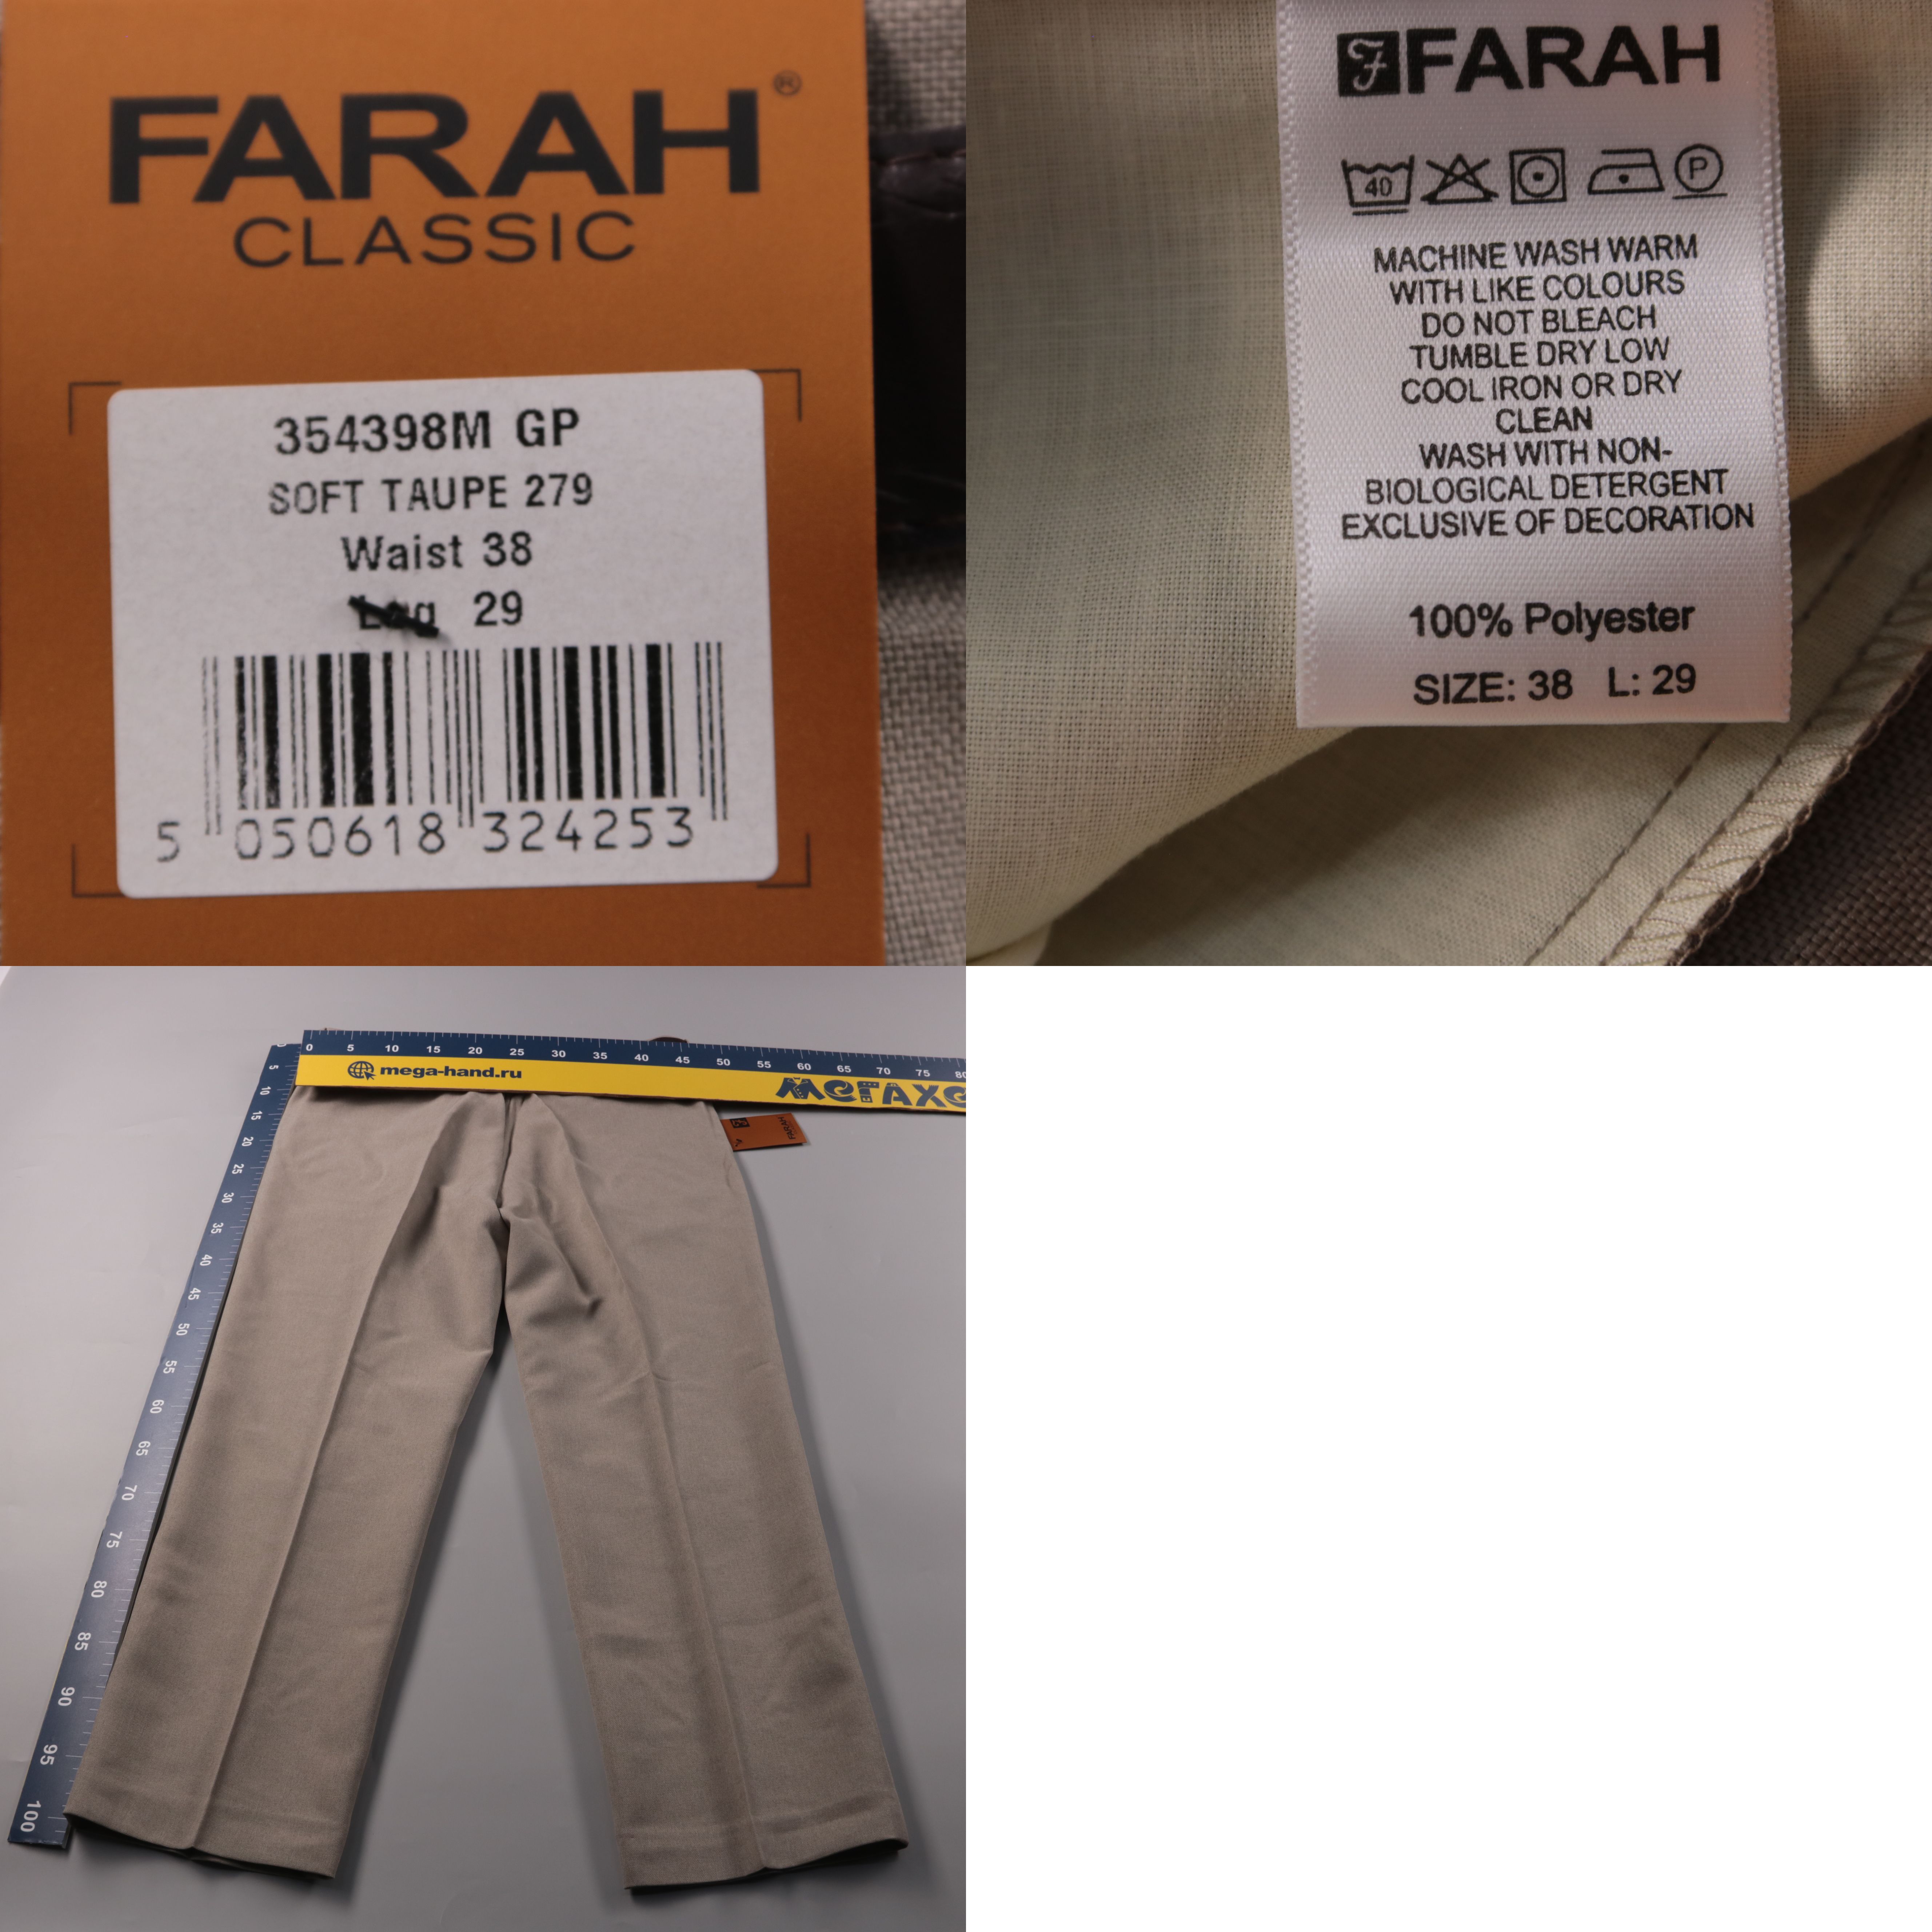 FARAH®
CLASSIC
354398M GP
SOFT TAUPE 279
Waist 38
Leg 29
5 050618 324253
FARAH
40 P
MACHINE WASH WARM
WITH LIKE COLOURS
DO NOT BLEACH
TUMBLE DRY LOW
COOL IRON OR DRY
CLEAN
WASH WITH NON-
BIOLOGICAL DETERGENT
EXCLUSIVE OF DECORATION
100% Polyester
SIZE: 38 L: 29
0 5 10 15 20 25 30 35 40 45 50 55 60 65 70 75 80
mega-hand.ru
МЕГАХЕ
0 5 10 15 20 25 30 35 40 45 50 55 60 65 70 75 80 85 90 95 100
FARAH